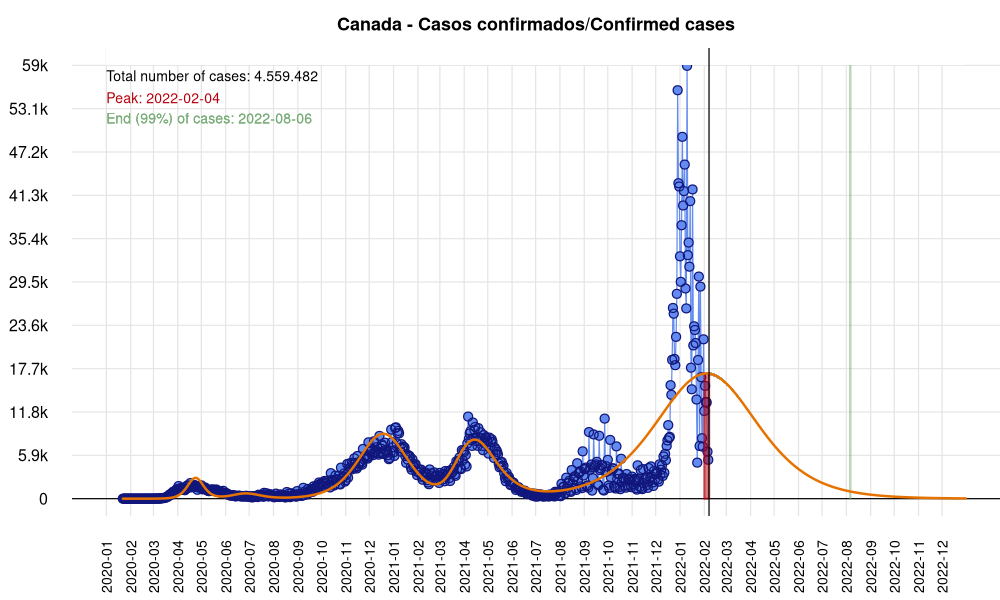 Canada - Casos confirmados/Confirmed cases
Total number of cases: 4.559.482
Peak: 2022-02-04
End (99%) of cases: 2022-08-06
59k
53.1k
47.2k
41.3k
35.4k
29.5k
23.6k
17.7k
11.8k
5.9k
0
2020-01
2020-02
2020-03
2020-04
2020-05
2020-06
2020-07
2020-08
2020-09
2020-10
2020-11
2020-12
2021-01
2021-02
2021-03
2021-04
2021-05
2021-06
2021-07
2021-08
2021-09
2021-10
2021-11
2021-12
2022-01
2022-02
2022-03
2022-04
2022-05
2022-06
2022-07
2022-08
2022-09
2022-10
2022-11
2022-12